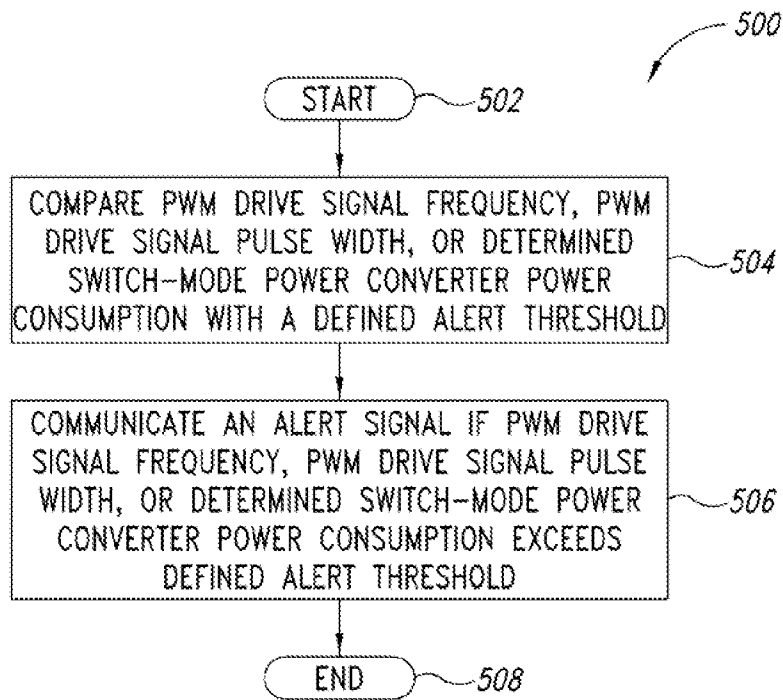 500
START
502
COMPARE PWM DRIVE SIGNAL FREQUENCY, PWM
DRIVE SIGNAL PULSE WIDTH, OR DETERMINED
SWITCH-MODE POWER CONVERTER POWER
CONSUMPTION WITH A DEFINED ALERT THRESHOLD
504
COMMUNICATE AN ALERT SIGNAL IF PWM DRIVE
SIGNAL FREQUENCY, PWM DRIVE SIGNAL PULSE
WIDTH, OR DETERMINED SWITCH-MODE POWER
CONVERTER POWER CONSUMPTION EXCEEDS
DEFINED ALERT THRESHOLD
506
END
508